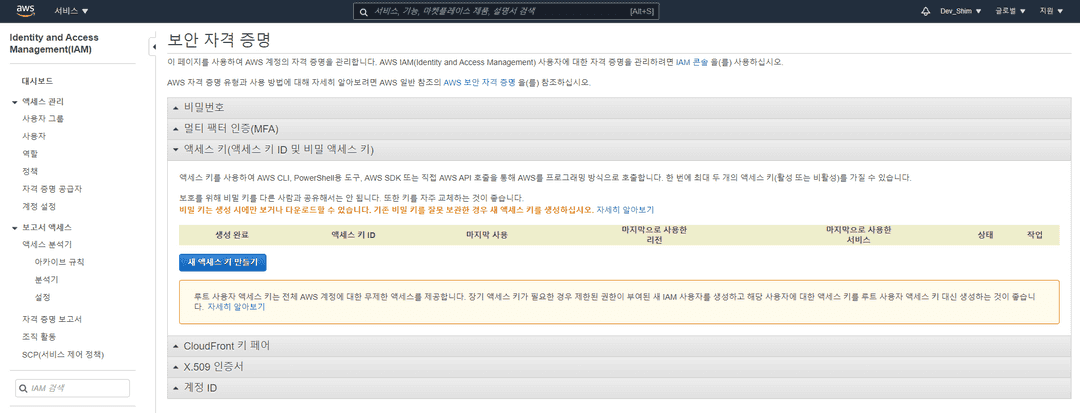 aws
서비스 ▼
서비스, 기능, 마켓플레이스 제품, 설명서 검색
[Alt+S]
Dev_Shim ▼
글로벌 ▼
지원 ▼
Identity and Access
Management(IAM)
대시보드
액세스 관리
사용자 그룹
사용자
역할
정책
자격 증명 공급자
계정 설정
보고서 액세스
액세스 분석기
아카이브 규칙
분석기
설정
자격 증명 보고서
조직 활동
SCP(서비스 제어 정책)
IAM 검색
보안 자격 증명
이 페이지를 사용하여 AWS 계정의 자격 증명을 관리합니다. AWS IAM(Identity and Access Management) 사용자에 대한 자격 증명을 관리하려면 IAM 콘솔 을(를) 사용하십시오.
AWS 자격 증명 유형과 사용 방법에 대해 자세히 알아보려면 AWS 일반 참조의 AWS 보안 자격 증명 을(를) 참조하십시오.
비밀번호
멀티 팩터 인증(MFA)
액세스 키(액세스 키 ID 및 비밀 액세스 키)
액세스 키를 사용하여 AWS CLI, PowerShell용 도구, AWS SDK 또는 직접 AWS API 호출을 통해 AWS를 프로그래밍 방식으로 호출합니다. 한 번에 최대 두 개의 액세스 키(활성 또는 비활성)를 가질 수 있습니다.
보호를 위해 비밀 키를 다른 사람과 공유해서는 안 됩니다. 또한 키를 자주 교체하는 것이 좋습니다.
비밀 키는 생성 시에만 보거나 다운로드할 수 있습니다. 기존 비밀 키를 잘못 보관한 경우 새 액세스 키를 생성하십시오. 자세히 알아보기
생성 완료
액세스 키 ID
마지막 사용
마지막으로 사용한
리전
마지막으로 사용한
서비스
상태
작업
새 액세스 키 만들기
루트 사용자 액세스 키는 전체 AWS 계정에 대한 무제한 액세스를 제공합니다. 장기 액세스 키가 필요한 경우 제한된 권한이 부여된 새 IAM 사용자를 생성하고 해당 사용자에 대한 액세스 키를 루트 사용자 액세스 키 대신 생성하는 것이 좋습니
다. 자세히 알아보기
CloudFront 키 페어
X.509 인증서
계정 ID